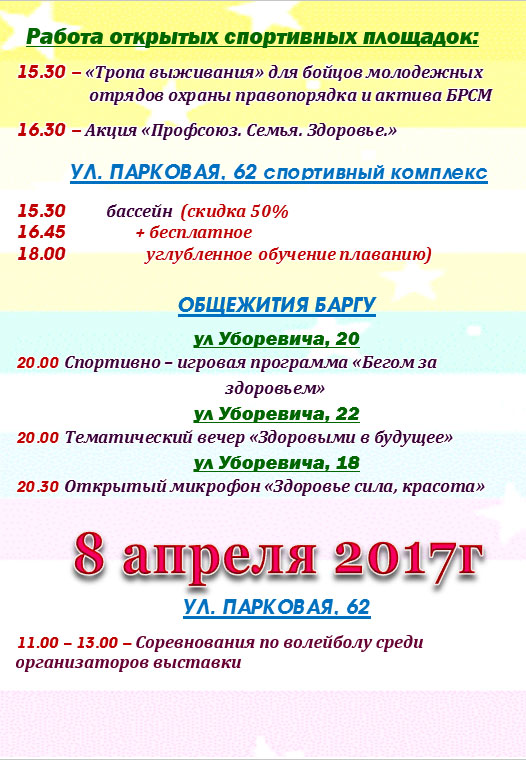 Работа открытых спортивных площадок:
15.30 – «Тропа выживания» для бойцов молодежных
отрядов охраны правопорядка и актива БРСМ
16.30 – Акция «Профсоюз. Семья. Здоровье.»
УЛ. ПАРКОВАЯ, 62 спортивный комплекс
15.30 бассейн (скидка 50%
16.45 + бесплатное
18.00 углубленное обучение плаванию)
ОБЩЕЖИТИЯ БАРГУ
ул Уборевича, 20
20.00 Спортивно – игровая программа «Бегом за
здоровьем»
ул Уборевича, 22
20.00 Тематический вечер «Здоровыми в будущее»
ул Уборевича, 18
20.30 Открытый микрофон «Здоровье сила, красота»
8 апреля 2017г
УЛ. ПАРКОВАЯ, 62
11.00 – 13.00 – Соревнования по волейболу среди
организаторов выставки